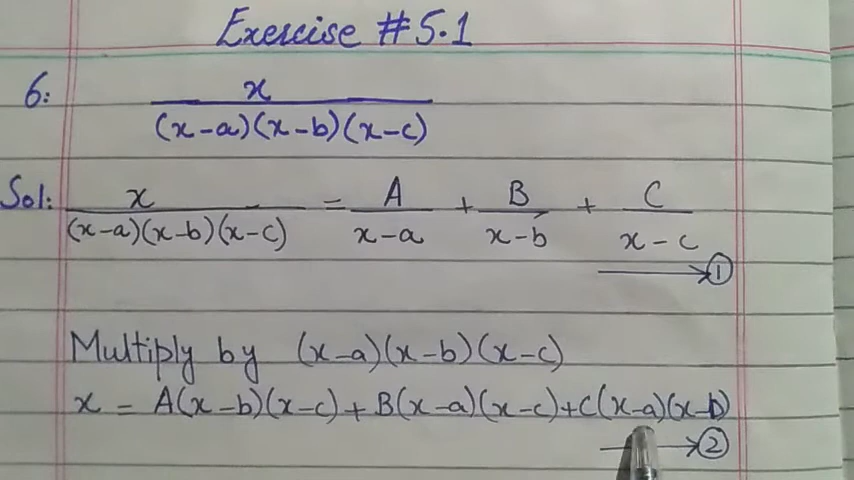 Exercise #5.1
6: x
(x-a)(x-b)(x-c)
Sol: x/(x-a)(x-b)(x-c) = A/x-a + B/x-b + C/x-c
→①
Multiply by (x-a)(x-b)(x-c)
x = A(x-b)(x-c)+B(x-a)(x-c)+C(x-a)(x-b)
→②